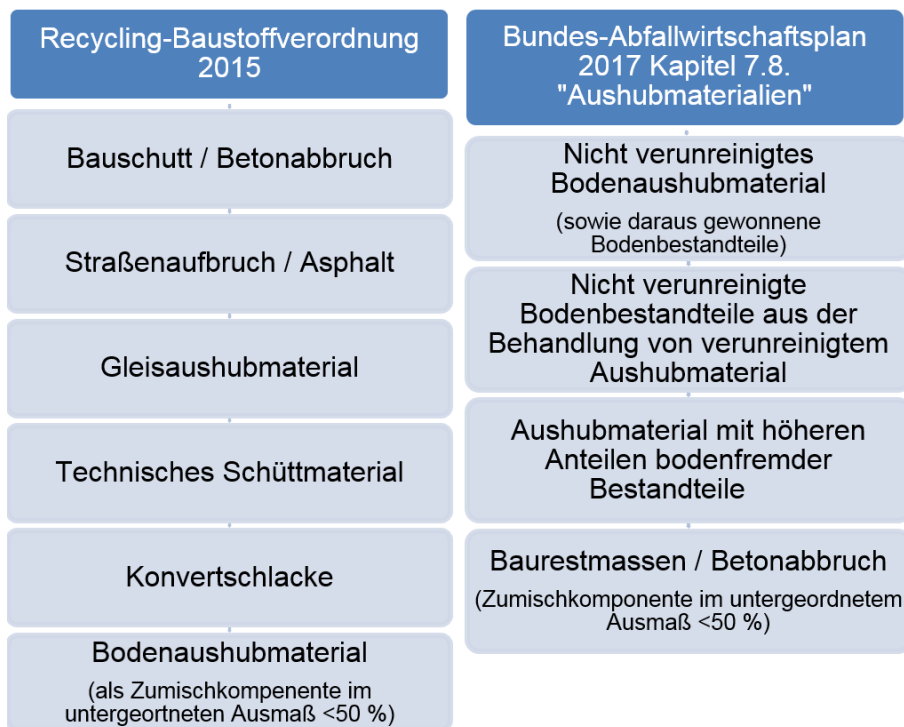 Recycling-Baustoffverordnung
2015
Bauschutt / Betonabbruch
Straßenaufbruch / Asphalt
Gleisaushubmaterial
Technisches Schüttmaterial
Konvertschlacke
Bodenaushubmaterial
(als Zumischkompenente im
untergeortneten Ausmaß <50 %)
Bundes-Abfallwirtschaftsplan
2017 Kapitel 7.8.
"Aushubmaterialien"
Nicht verunreinigtes
Bodenaushubmaterial
(sowie daraus gewonnene
Bodenbestandteile)
Nicht verunreinigte
Bodenbestandteile aus der
Behandlung von verunreinigtem
Aushubmaterial
Aushubmaterial mit höheren
Anteilen bodenfremder
Bestandteile
Baurestmassen / Betonabbruch
(Zumischkomponente im untergeordnetem
Ausmaß <50 %)